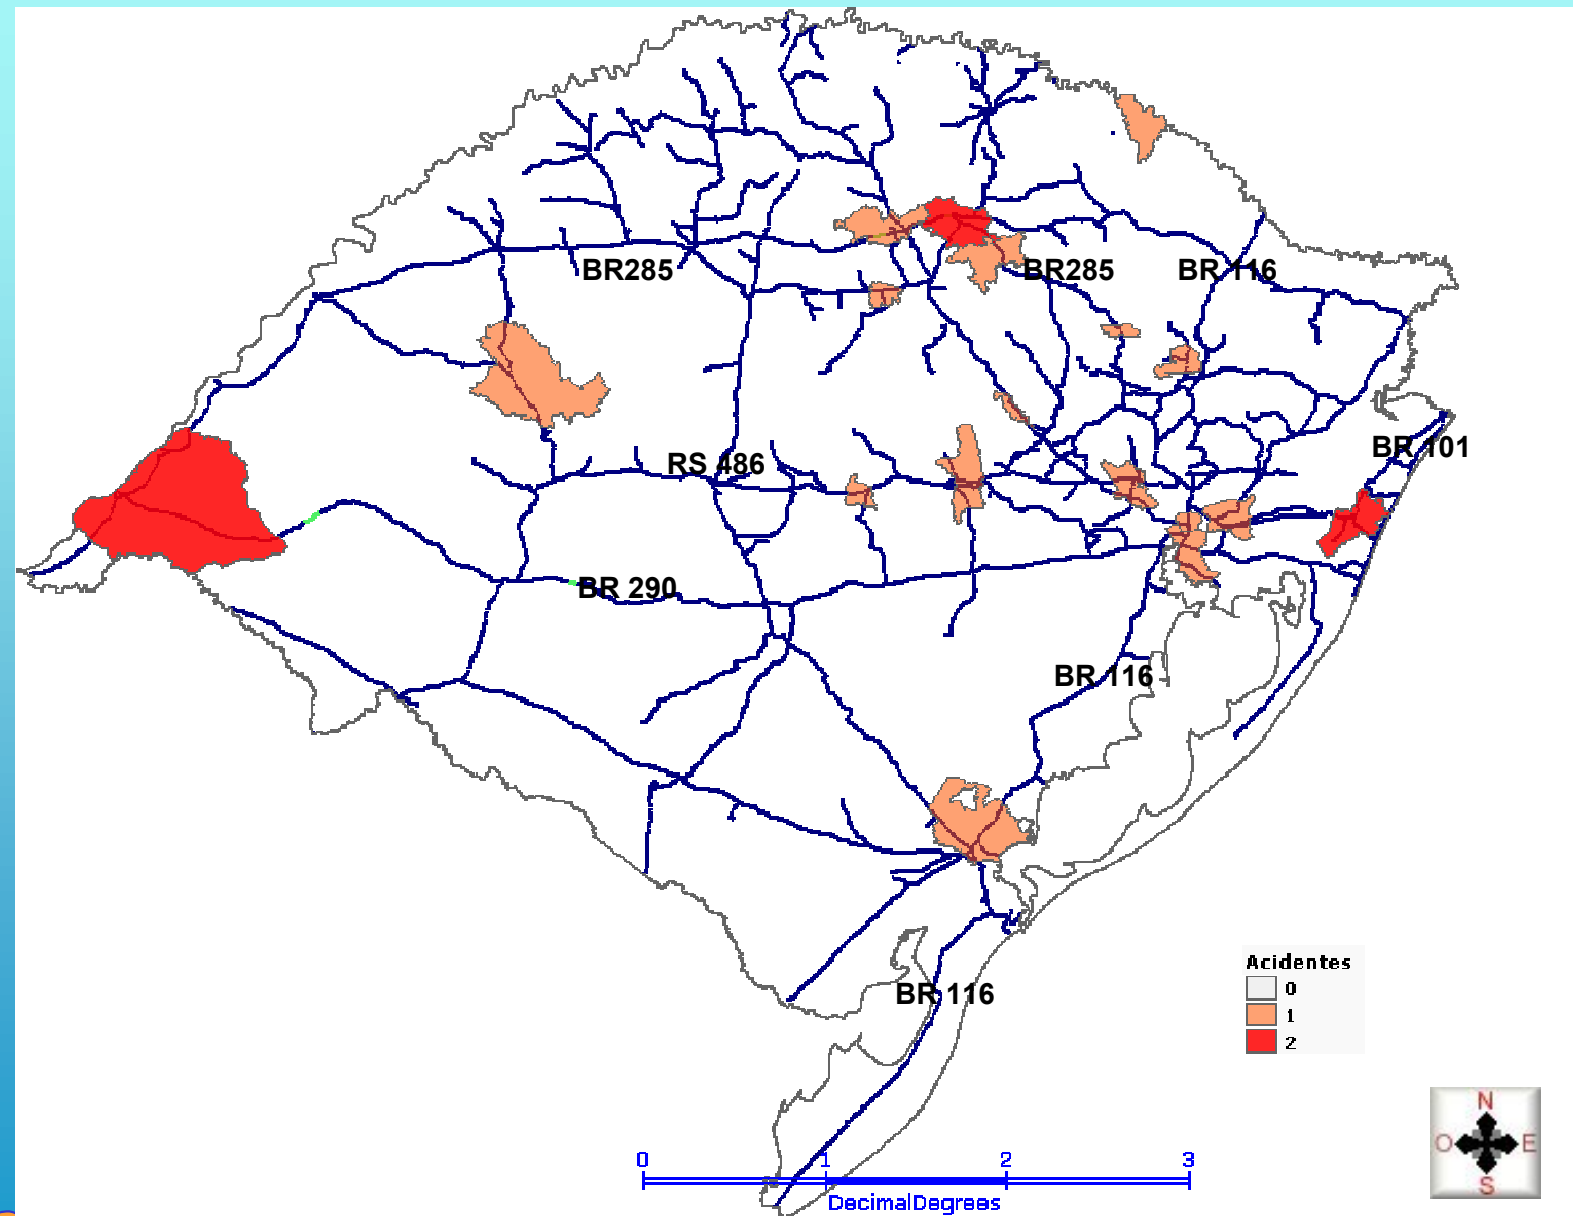 BR285
BR285
BR 116
BR 101
RS 486
BR 290
BR 116
BR 116
Acidentes
0
1
2
N
O
E
S
0 1 2 3
DecimalDegrees